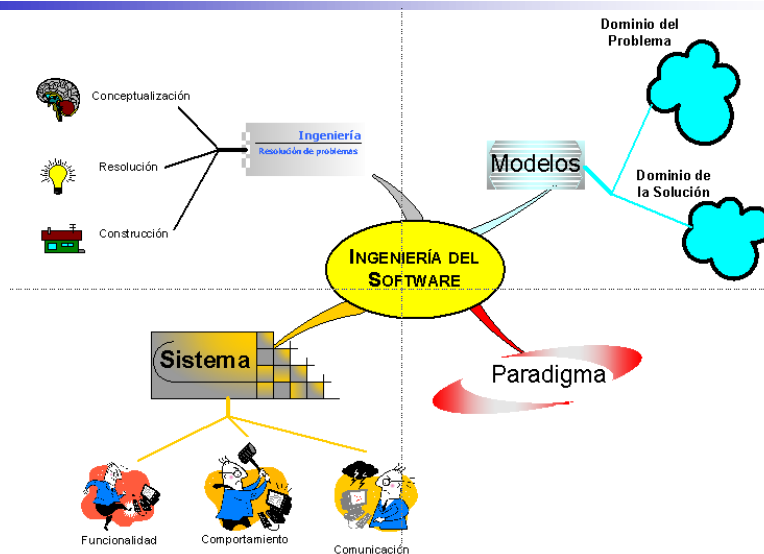 Conceptualización
Resolución
Construcción
Ingeniería
Resolución de problemas
Dominio del
Problema
Modelos
Dominio de
la Solución
INGENIERÍA DEL
SOFTWARE
Sistema
Paradigma
Funcionalidad
Comportamiento
Comunicación